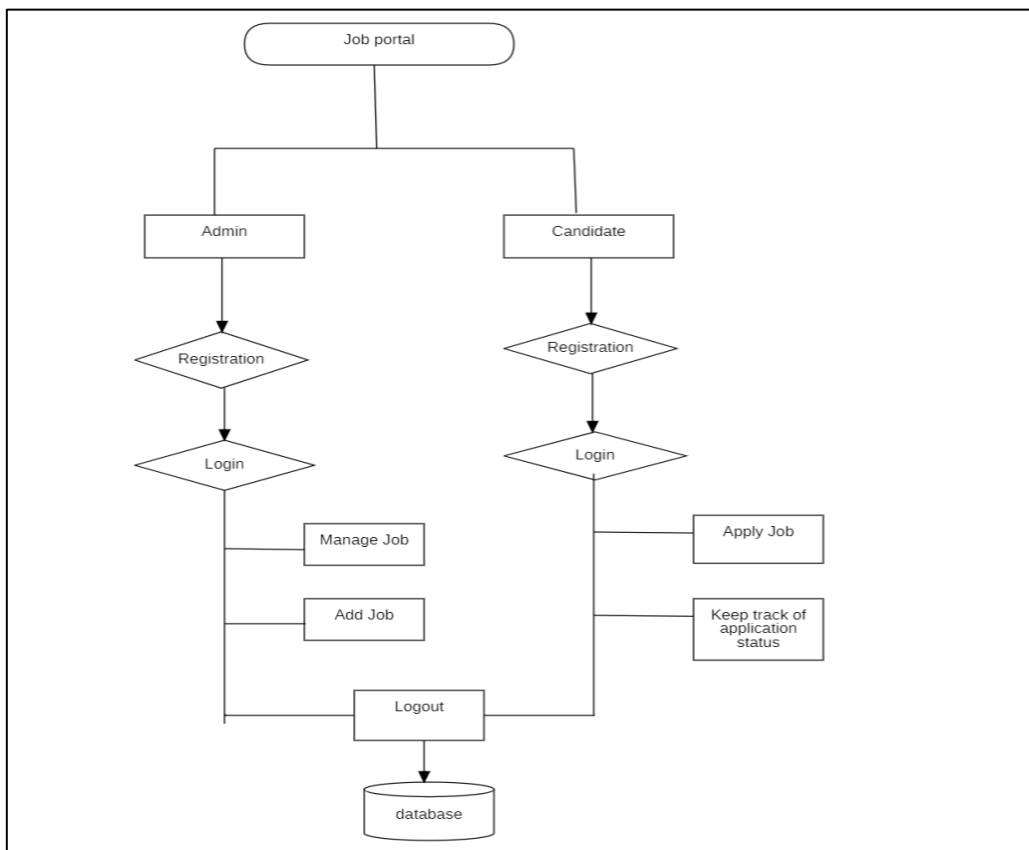 Job portal
Admin
Candidate
Registration
Registration
Login
Login
Manage Job
Apply Job
Add Job
Keep track of
application
status
Logout
database